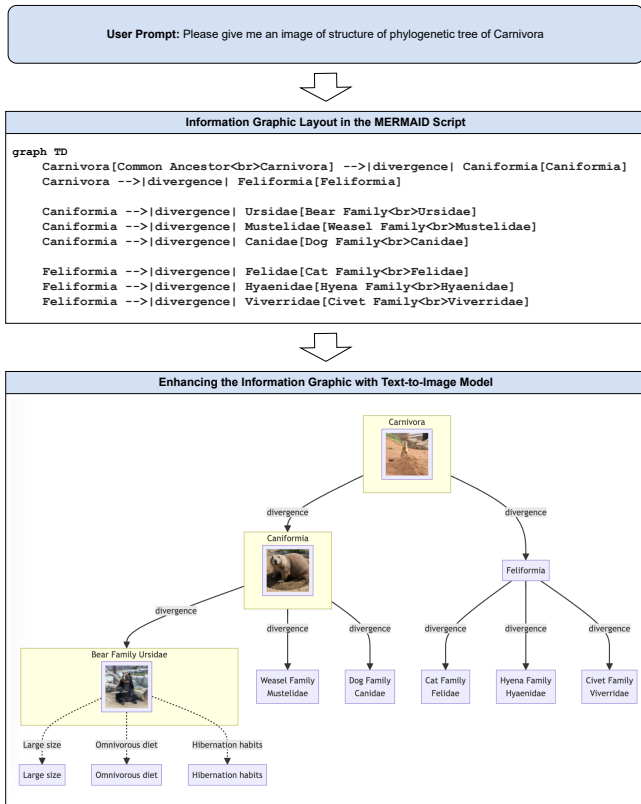 User Prompt: Please give me an image of structure of phylogenetic tree of Carnivora
Information Graphic Layout in the MERMAID Script
graph TD
    Carnivora[Common Ancestor<br>Carnivora] -->|divergence| Caniformia[Caniformia]
    Carnivora -->|divergence| Feliformia[Feliformia]

    Caniformia -->|divergence| Ursidae[Bear Family<br>Ursidae]
    Caniformia -->|divergence| Mustelidae[Weasel Family<br>Mustelidae]
    Caniformia -->|divergence| Canidae[Dog Family<br>Canidae]

    Feliformia -->|divergence| Felidae[Cat Family<br>Felidae]
    Feliformia -->|divergence| Hyaenidae[Hyena Family<br>Hyaenidae]
    Feliformia -->|divergence| Viverridae[Civet Family<br>Viverridae]
Enhancing the Information Graphic with Text-to-Image Model
Carnivora
divergence divergence
Caniformia
Feliformia
divergence
divergence divergence divergence divergence divergence
Bear Family Ursidae
Weasel Family Dog Family Cat Family Hyena Family Civet Family
Mustelidae Canidae Felidae Hyaenidae Viverridae
Large size Omnivorous diet Hibernation habits
Large size Omnivorous diet Hibernation habits